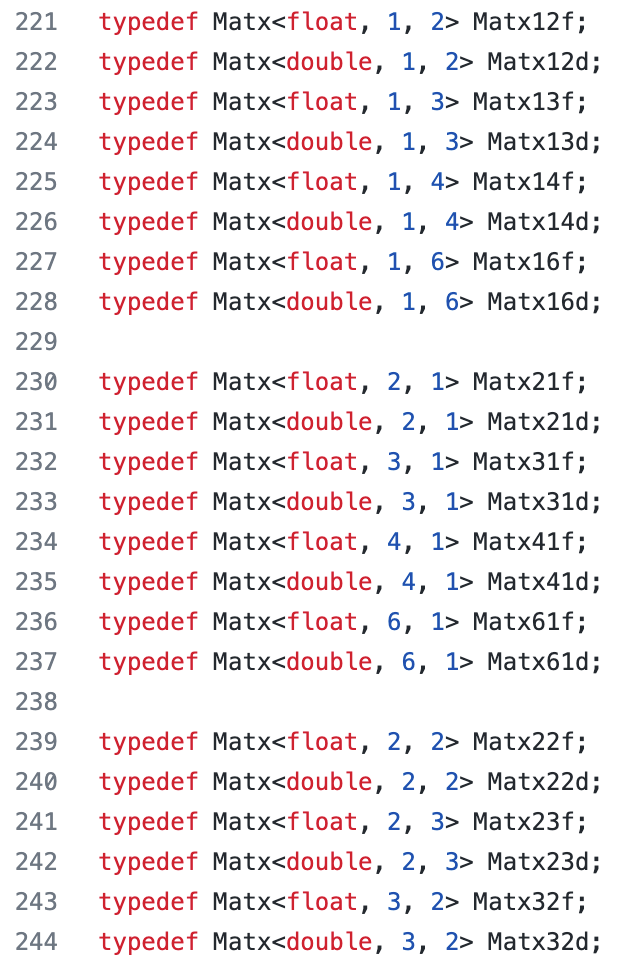 221 typedef Matx<float, 1, 2> Matx12f;
222 typedef Matx<double, 1, 2> Matx12d;
223 typedef Matx<float, 1, 3> Matx13f;
224 typedef Matx<double, 1, 3> Matx13d;
225 typedef Matx<float, 1, 4> Matx14f;
226 typedef Matx<double, 1, 4> Matx14d;
227 typedef Matx<float, 1, 6> Matx16f;
228 typedef Matx<double, 1, 6> Matx16d;
229
230 typedef Matx<float, 2, 1> Matx21f;
231 typedef Matx<double, 2, 1> Matx21d;
232 typedef Matx<float, 3, 1> Matx31f;
233 typedef Matx<double, 3, 1> Matx31d;
234 typedef Matx<float, 4, 1> Matx41f;
235 typedef Matx<double, 4, 1> Matx41d;
236 typedef Matx<float, 6, 1> Matx61f;
237 typedef Matx<double, 6, 1> Matx61d;
238
239 typedef Matx<float, 2, 2> Matx22f;
240 typedef Matx<double, 2, 2> Matx22d;
241 typedef Matx<float, 2, 3> Matx23f;
242 typedef Matx<double, 2, 3> Matx23d;
243 typedef Matx<float, 3, 2> Matx32f;
244 typedef Matx<double, 3, 2> Matx32d;